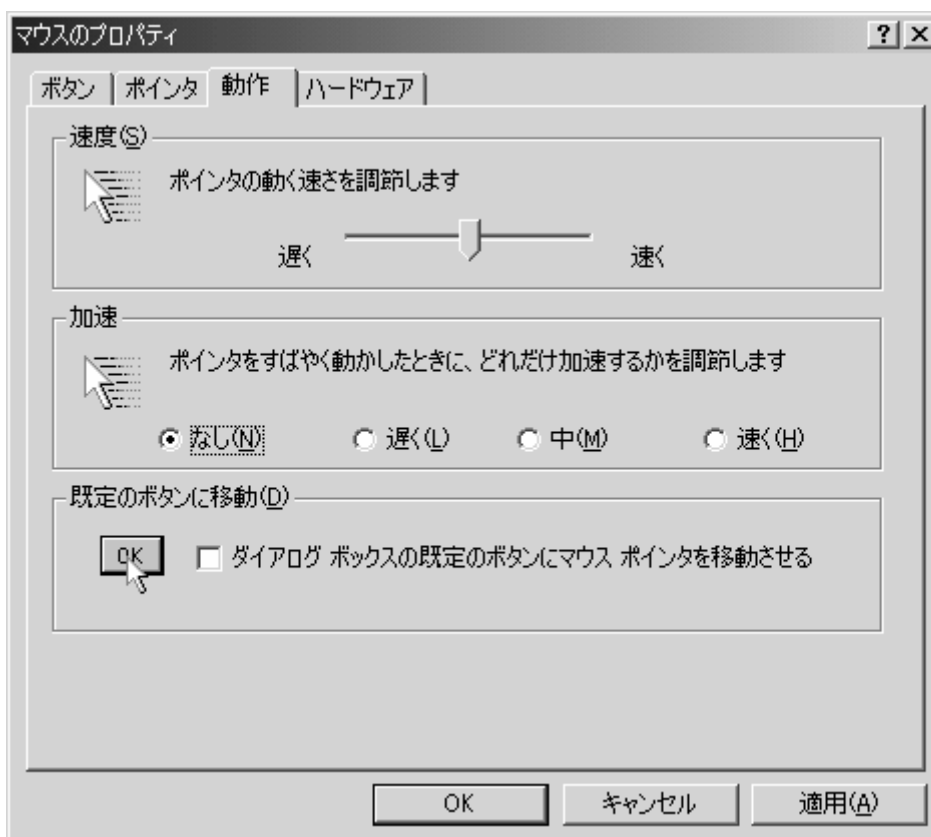 マウスのプロパティ
ボタン ポインタ 動作 ハードウェア
速度(S)
ポインタの動く速さを調節します
遅く 速く
加速
ポインタをすばやく動かしたときに、どれだけ加速するかを調節します
なし(N) 遅く(L) 中(M) 速く(H)
既定のボタンに移動(D)
OK ダイアログ ボックスの既定のボタンにマウス ポインタを移動させる
OK キャンセル 適用(A)